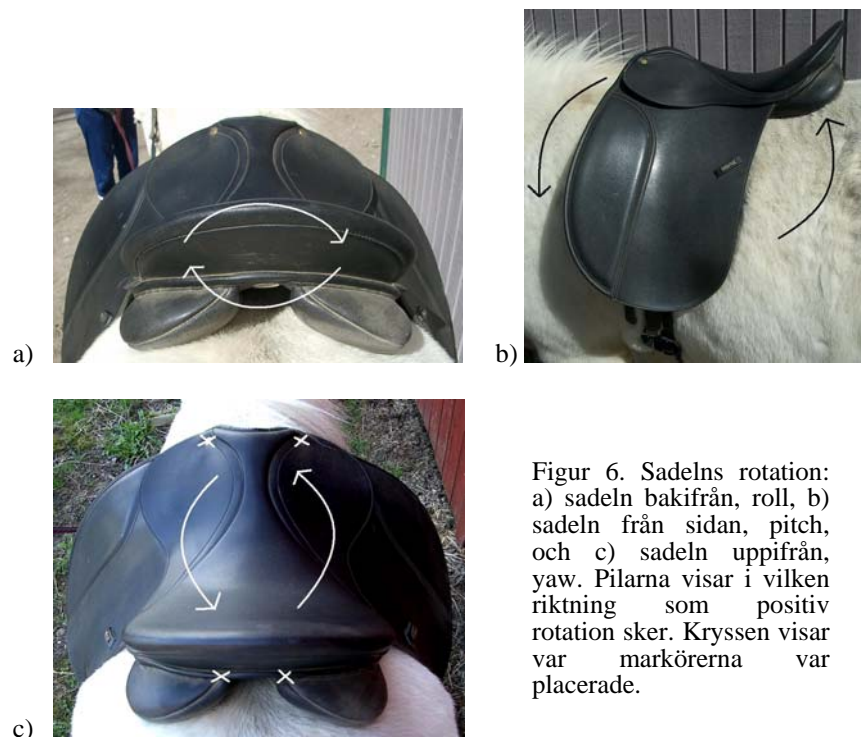 a)
b)
c)
Figur 6. Sadelns rotation:
a) sadeln bakifrån, roll, b)
sadeln från sidan, pitch,
och c) sadeln uppifrån,
yaw. Pilarna visar i vilken
riktning som positiv
rotation sker. Kryssen visar
var markörerna var
placerade.